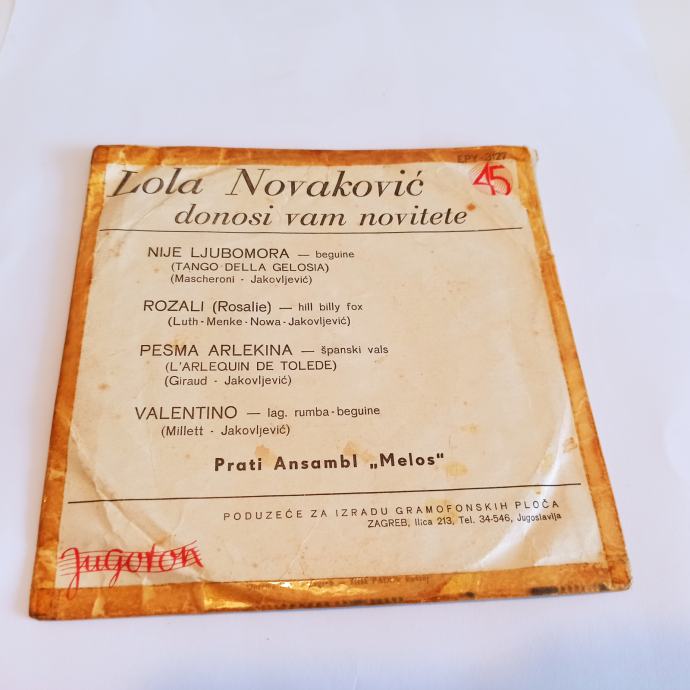 EPY-3127
45
Lola Novaković
donosi vam novitete
NIJE LJUBOMORA — beguine
(TANGO DELLA GELOSIA)
(Mascheroni - Jakovljević)
ROZALI (Rosalie) — hill billy fox
(Luth - Menke - Nowa - Jakovljević)
PESMA ARLEKINA — španski vals
(L'ARLEQUIN DE TOLEDE)
(Giraud - Jakovljević)
VALENTINO — lag. rumba-beguine
(Millett - Jakovljević)
Prati Ansambl „Melos"
PODUZEĆE ZA IZRADU GRAMOFONSKIH PLOČA
ZAGREB, Ilica 213, Tel. 34-546, Jugoslavija
Jugoton